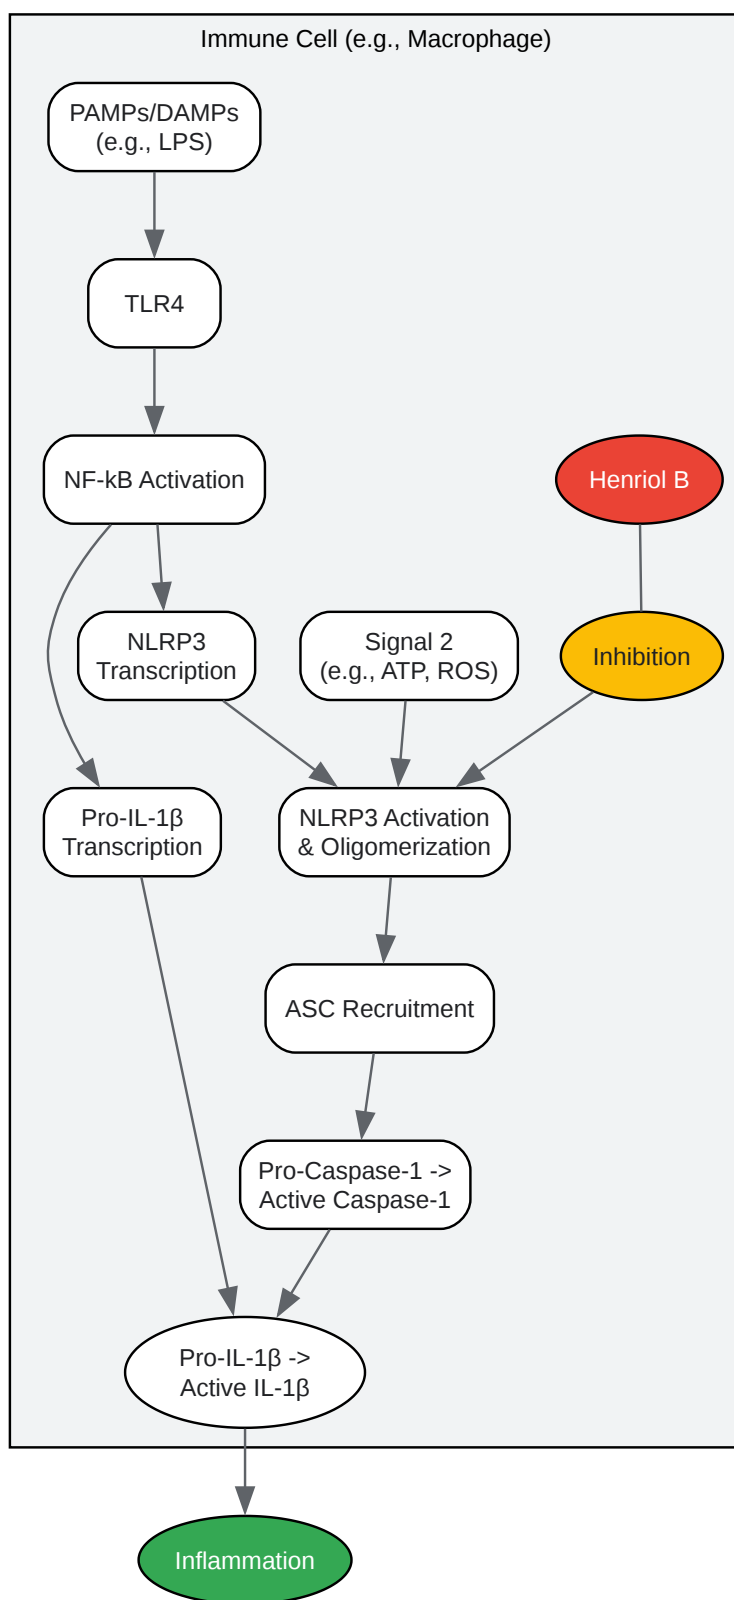 Immune Cell (e.g., Macrophage)
PAMPs/DAMPs
(e.g., LPS)
TLR4
NF-kB Activation
Henriol B
NLRP3
Transcription
Signal 2
(e.g., ATP, ROS)
Inhibition
Pro-IL-1β
Transcription
NLRP3 Activation
& Oligomerization
ASC Recruitment
Pro-Caspase-1 ->
Active Caspase-1
Pro-IL-1β ->
Active IL-1β
Inflammation